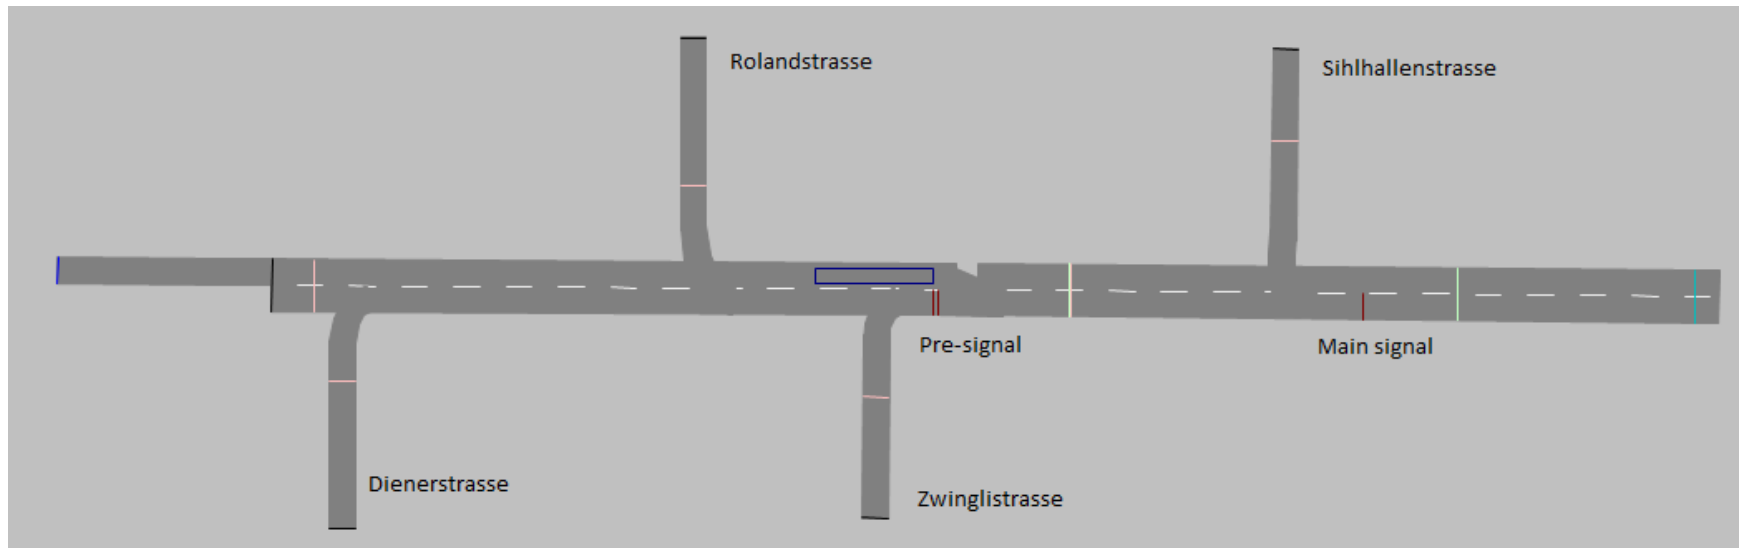 Rolandstrasse
Sihlhallenstrasse
Pre-signal
Main signal
Dienerstrasse
Zwinglistrasse